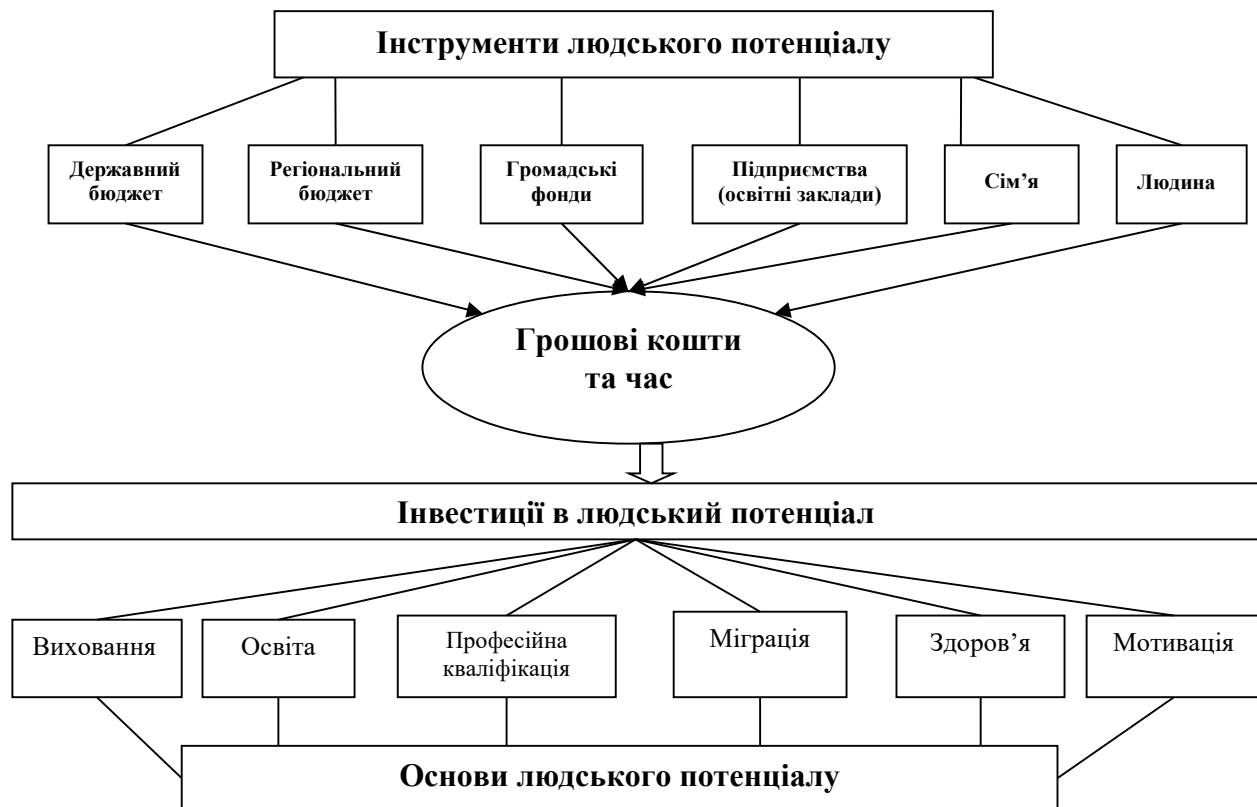 Інструменти людського потенціалу
Державний
бюджет
Регіональний
бюджет
Громадські
фонди
Підприємства
(освітні заклади)
Сім’я
Людина
Грошові кошти
та час
Інвестиції в людський потенціал
Виховання
Освіта
Професійна
кваліфікація
Міграція
Здоров’я
Мотивація
Основи людського потенціалу